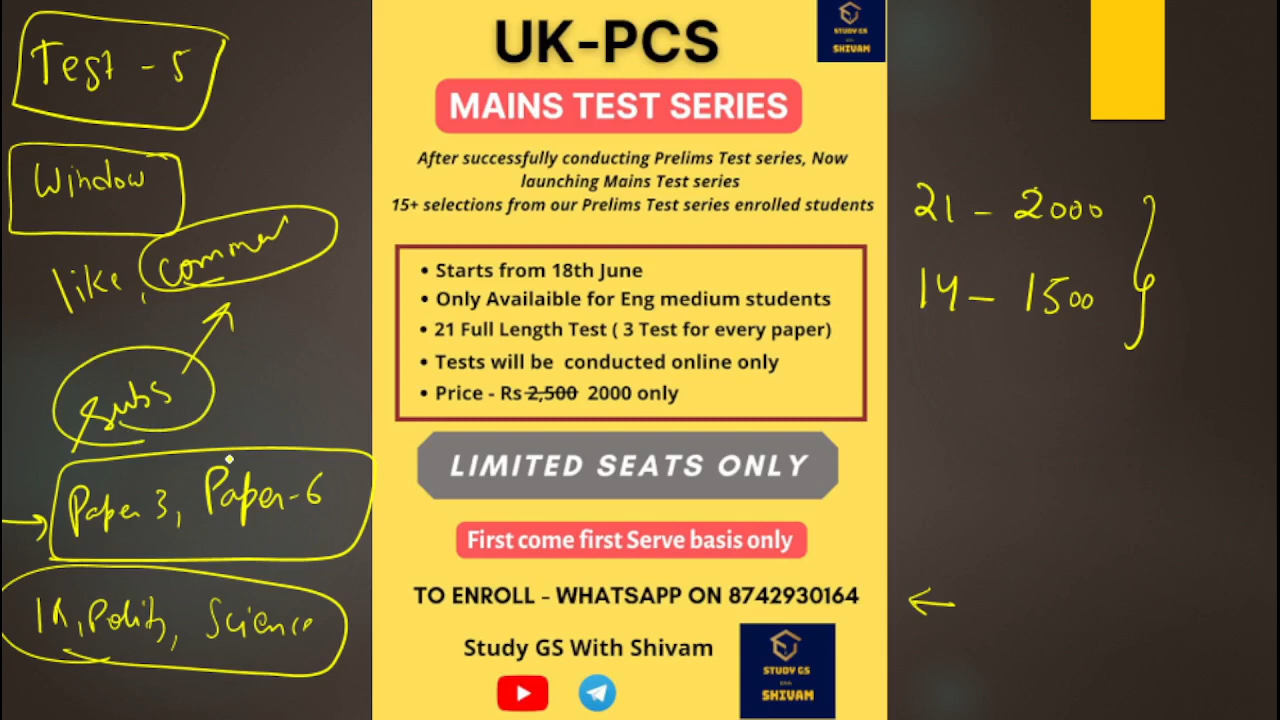 Test - 5
Window
like, commen
subs
Paper 3, Paper-6
IR, Polity, Science
UK-PCS
STUDY GS
WITH
SHIVAM
MAINS TEST SERIES
After successfully conducting Prelims Test series, Now
launching Mains Test series
15+ selections from our Prelims Test series enrolled students
• Starts from 18th June
• Only Availaible for Eng medium students
• 21 Full Length Test ( 3 Test for every paper)
• Tests will be conducted online only
• Price - Rs 2,500 2000 only
LIMITED SEATS ONLY
First come first Serve basis only
TO ENROLL - WHATSAPP ON 8742930164
Study GS With Shivam
STUDY GS
WITH
SHIVAM
21 - 2000
14 - 1500